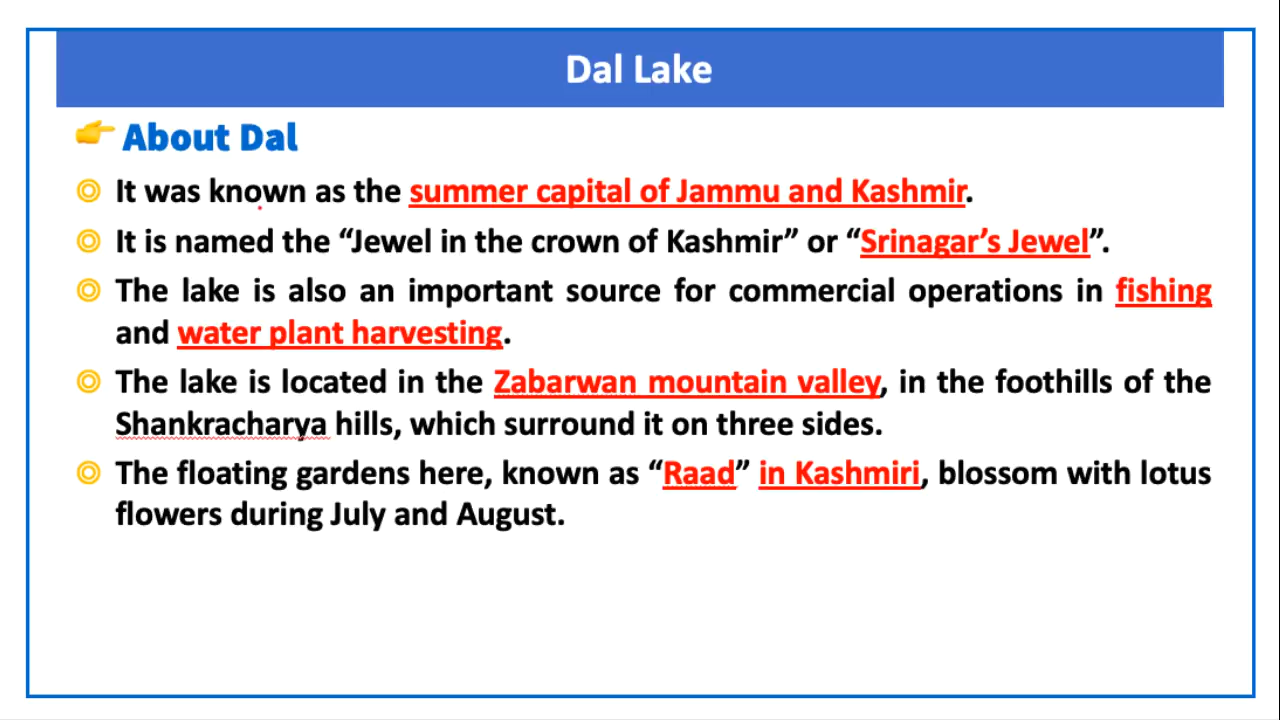 Dal Lake
About Dal
It was known as the summer capital of Jammu and Kashmir.
It is named the “Jewel in the crown of Kashmir” or “Srinagar’s Jewel”.
The lake is also an important source for commercial operations in fishing
and water plant harvesting.
The lake is located in the Zabarwan mountain valley, in the foothills of the
Shankracharya hills, which surround it on three sides.
The floating gardens here, known as “Raad” in Kashmiri, blossom with lotus
flowers during July and August.